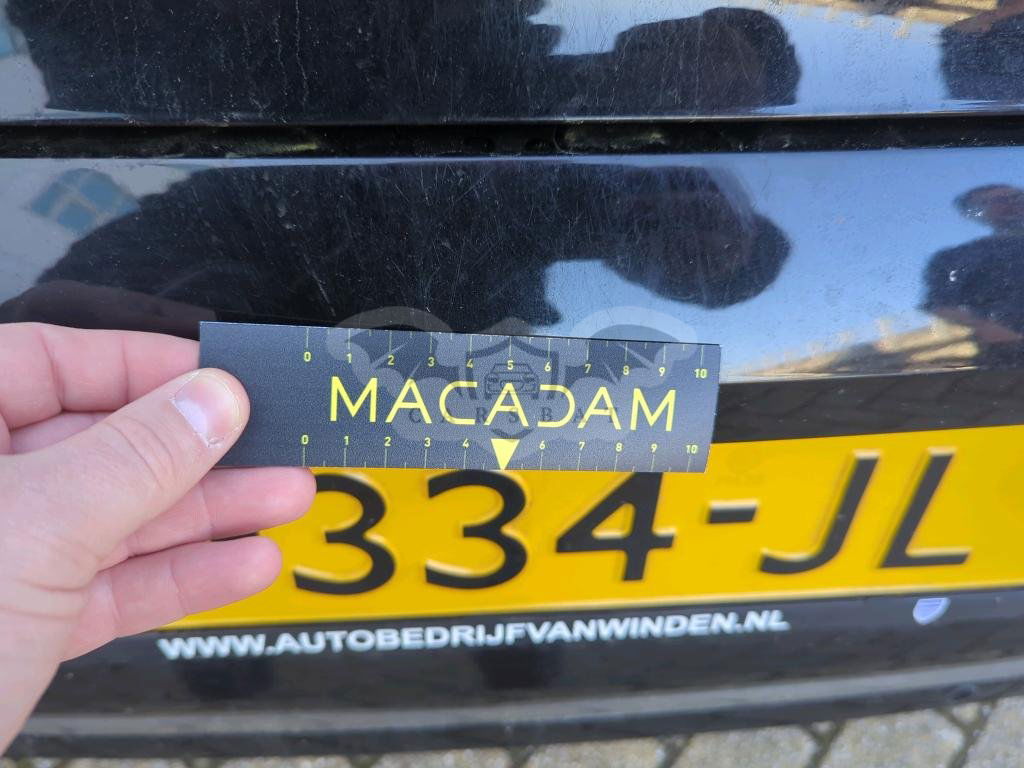 0 1 2 3 4 5 6 7 8 9 10
MACADAM
CARSBAT
0 1 2 3 4 6 7 8 9 10
334-JL
WWW.AUTOBEDRIJFVANWINDEN.NL